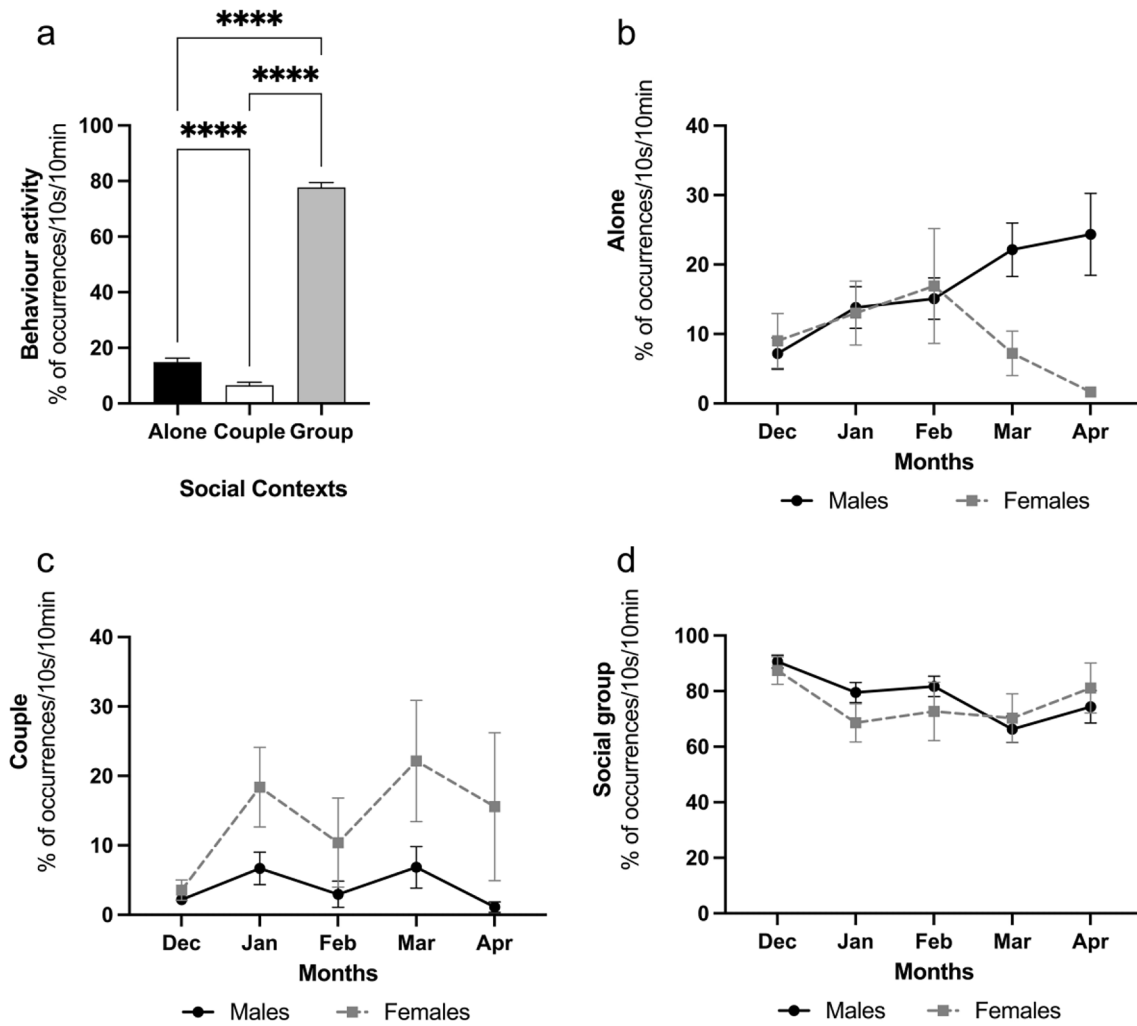 a
****
****
****
Behaviour activity
% of occurrences/10s/10min
100
80
60
40
20
0
Alone Couple Group
Social Contexts
b
Alone
% of occurrences/10s/10min
40
30
20
10
0
Dec Jan Feb Mar Apr
Months
Males Females
c
Couple
% of occurrences/10s/10min
40
30
20
10
0
Dec Jan Feb Mar Apr
Months
Males Females
d
Social group
% of occurrences/10s/10min
100
80
60
40
20
0
Dec Jan Feb Mar Apr
Months
Males Females